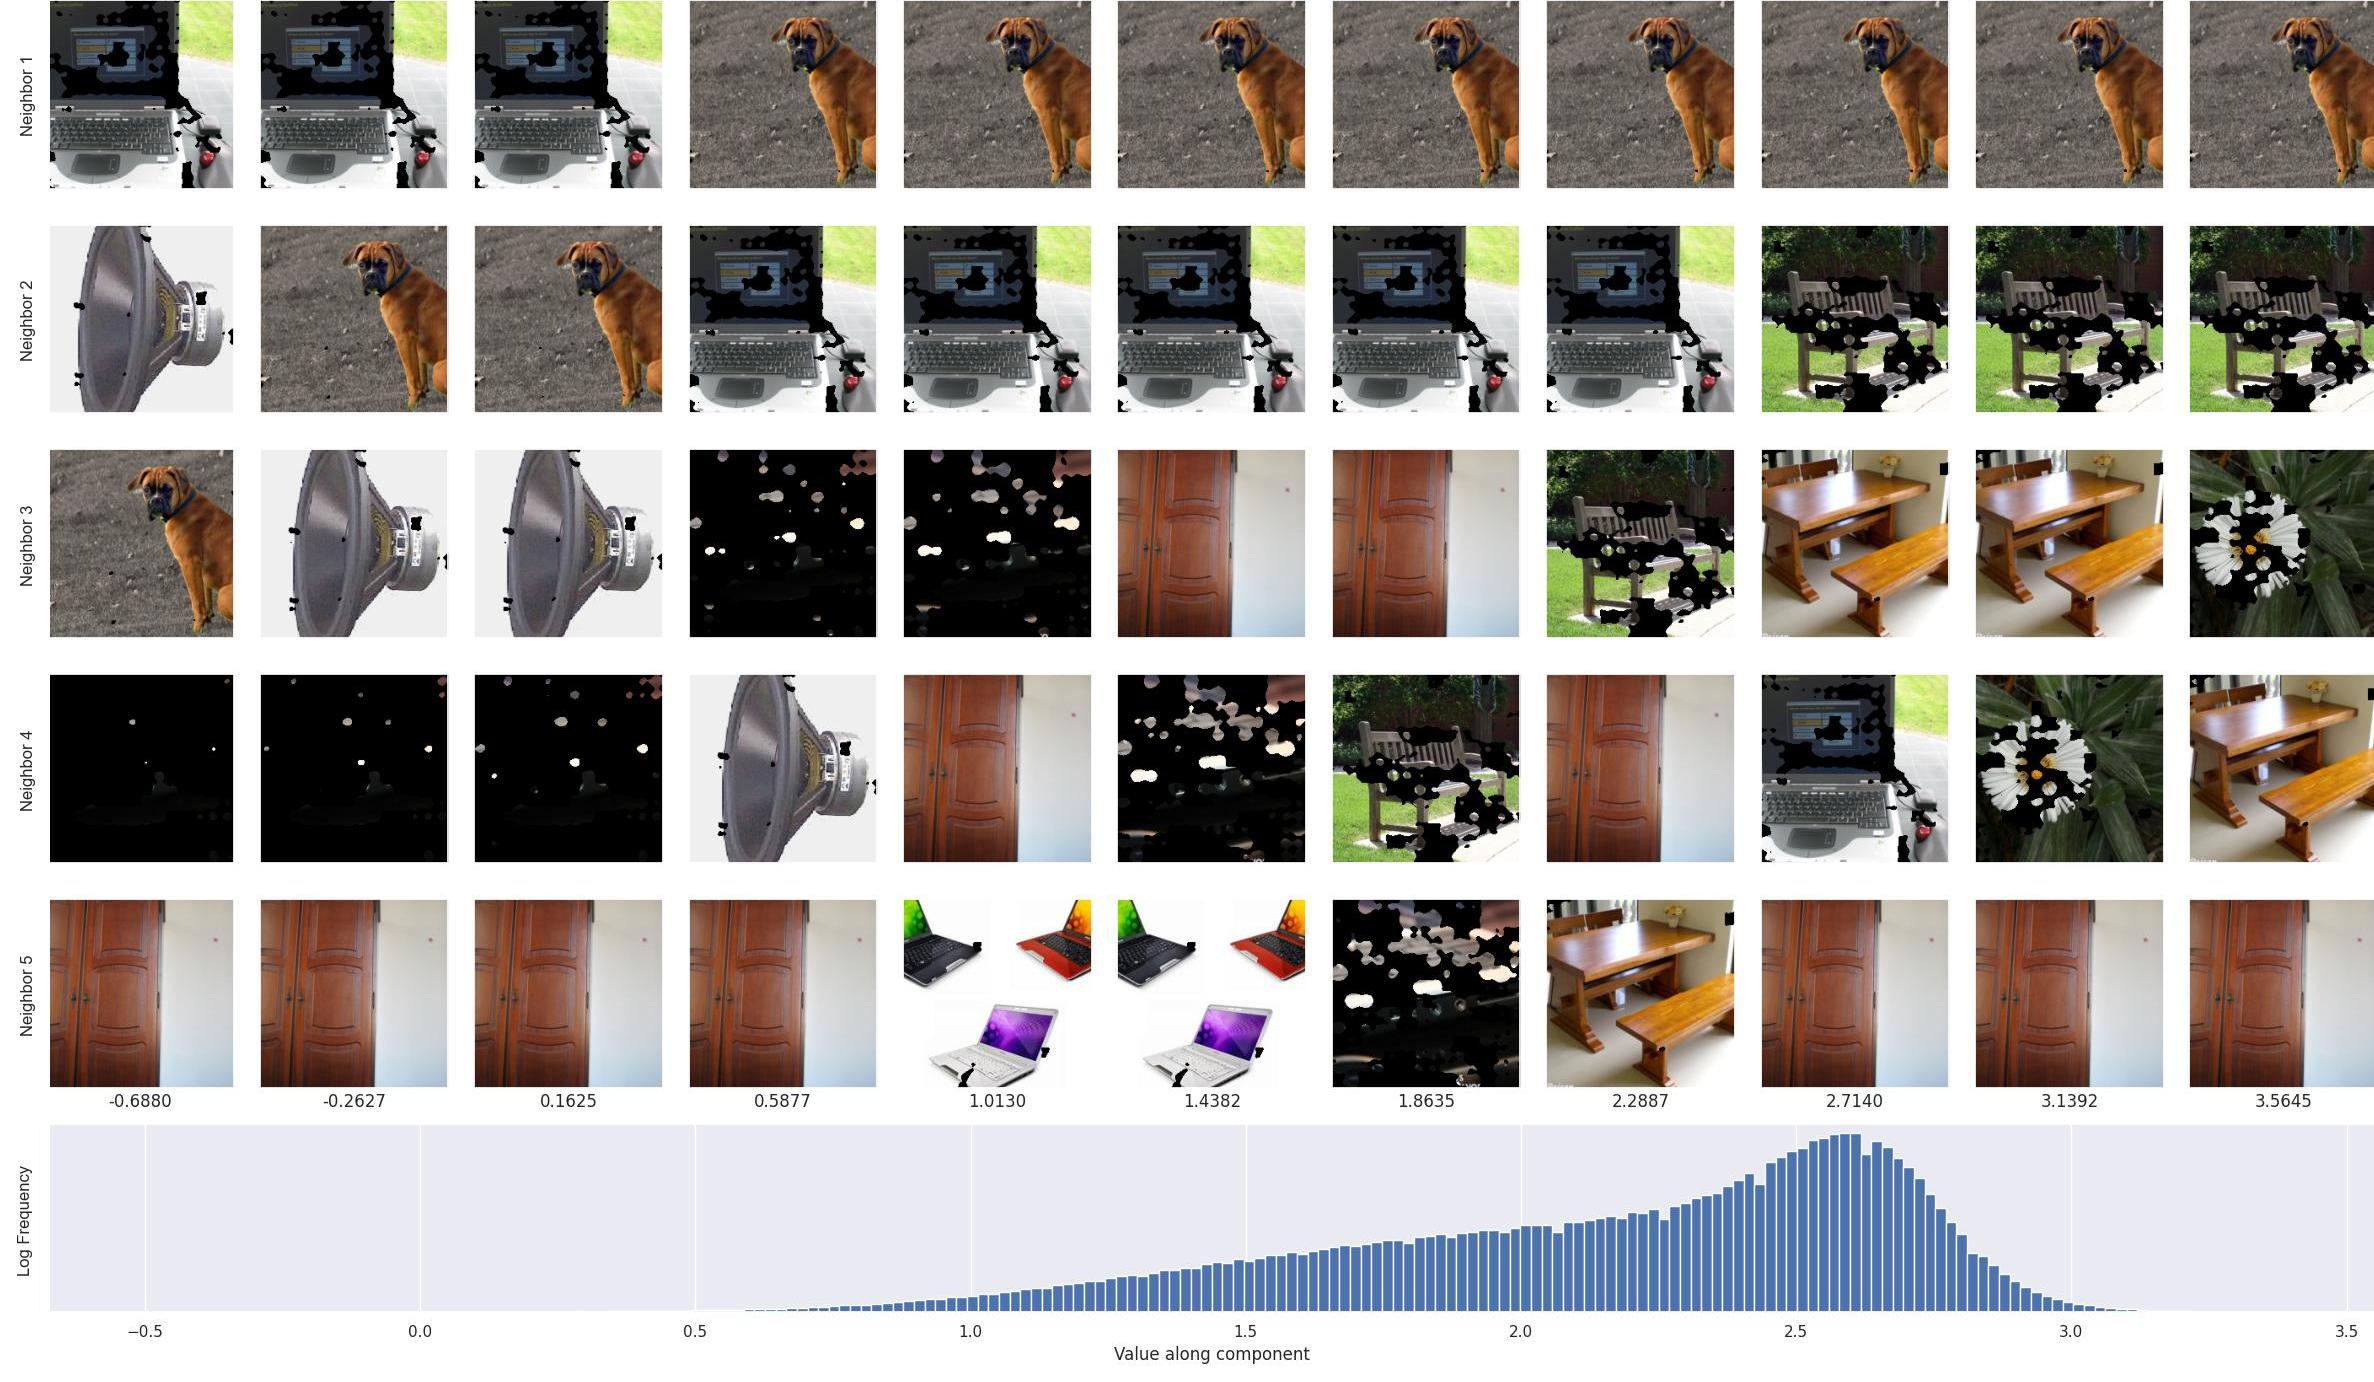 Neighbor 1
Neighbor 2
Neighbor 3
Neighbor 4
Neighbor 5
-0.6880
-0.2627
0.1625
0.5877
1.0130
1.4382
1.8635
2.2887
2.7140
3.1392
3.5645
Log Frequency
−0.5
0.0
0.5
1.0
1.5
2.0
2.5
3.0
3.5
Value along component